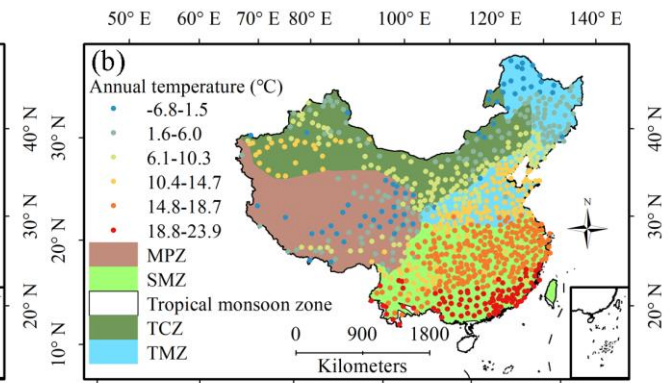 50° E 60° E 70° E 80° E 100° E 120° E 140° E
(b)
Annual temperature (°C)
-6.8-1.5
1.6-6.0
6.1-10.3
10.4-14.7
14.8-18.7
18.8-23.9
MPZ
SMZ
Tropical monsoon zone
TCZ
TMZ
0 900 1800
Kilometers
N
40° N
30° N
20° N
30° N
20° N
10° N
40° N
30° N
20° N